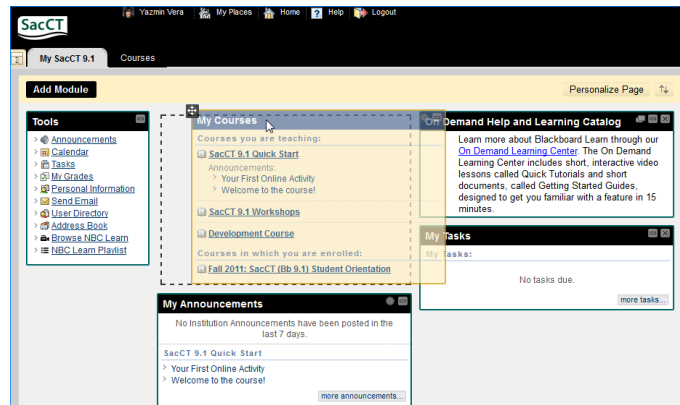 Yazmin Vera My Places Home ? Help Logout
SacCT
My SacCT 9.1 Courses
Add Module
Personalize Page
Tools
Announcements
Calendar
Tasks
My Grades
Personal Information
Send Email
User Directory
Address Book
Browse NBC Learn
NBC Learn Playlist
My Courses
Courses you are teaching:
SacCT 9.1 Quick Start
Announcements:
Your First Online Activity
Welcome to the course!
SacCT 9.1 Workshops
Development Course
Courses in which you are enrolled:
Fall 2011: SacCT (Bb 9.1) Student Orientation
My Announcements
No Institution Announcements have been posted in the
last 7 days.
SacCT 9.1 Quick Start
Your First Online Activity
Welcome to the course!
more announcements...
On Demand Help and Learning Catalog
Learn more about Blackboard Learn through our
On Demand Learning Center. The On Demand
Learning Center includes short, interactive video
lessons called Quick Tutorials and short
documents, called Getting Started Guides,
designed to get you familiar with a feature in 15
minutes.
My Tasks
My Tasks:
No tasks due.
more tasks...